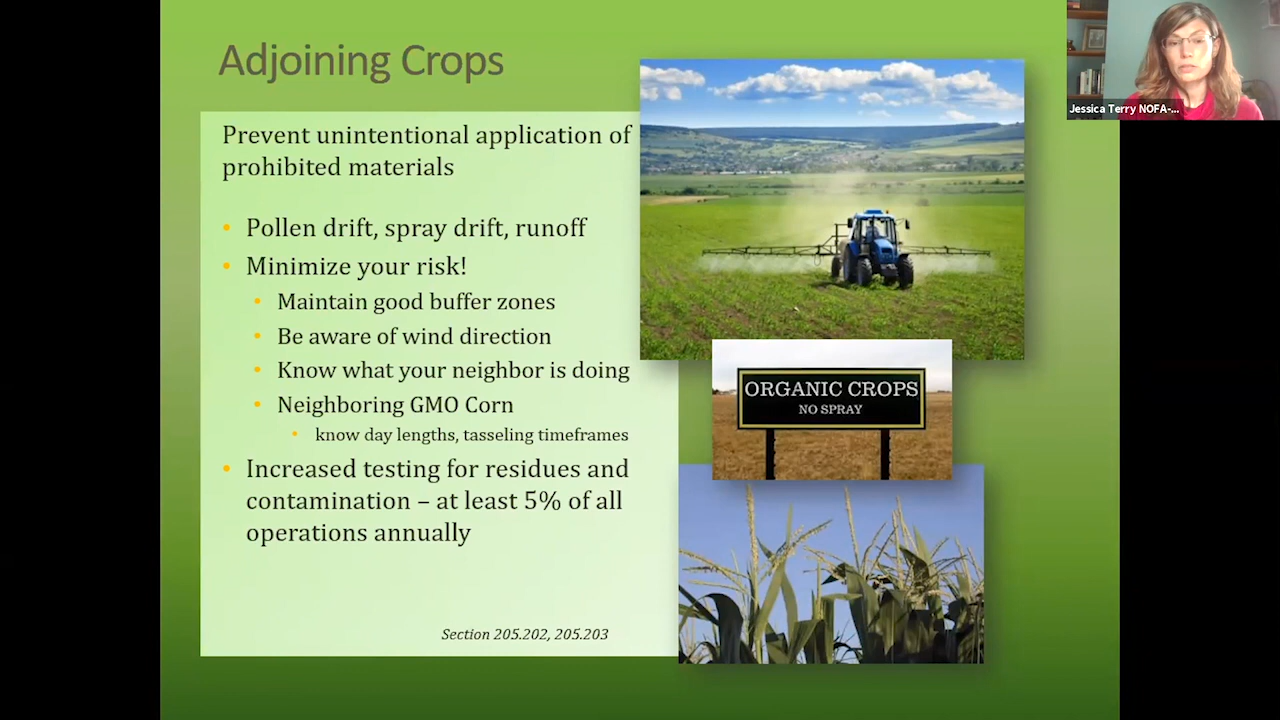 Adjoining Crops
Jessica Terry NOFA-...
Prevent unintentional application of
prohibited materials
• Pollen drift, spray drift, runoff
• Minimize your risk!
• Maintain good buffer zones
• Be aware of wind direction
• Know what your neighbor is doing
• Neighboring GMO Corn
• know day lengths, tasseling timeframes
• Increased testing for residues and
contamination – at least 5% of all
operations annually
Section 205.202, 205.203
ORGANIC CROPS
NO SPRAY